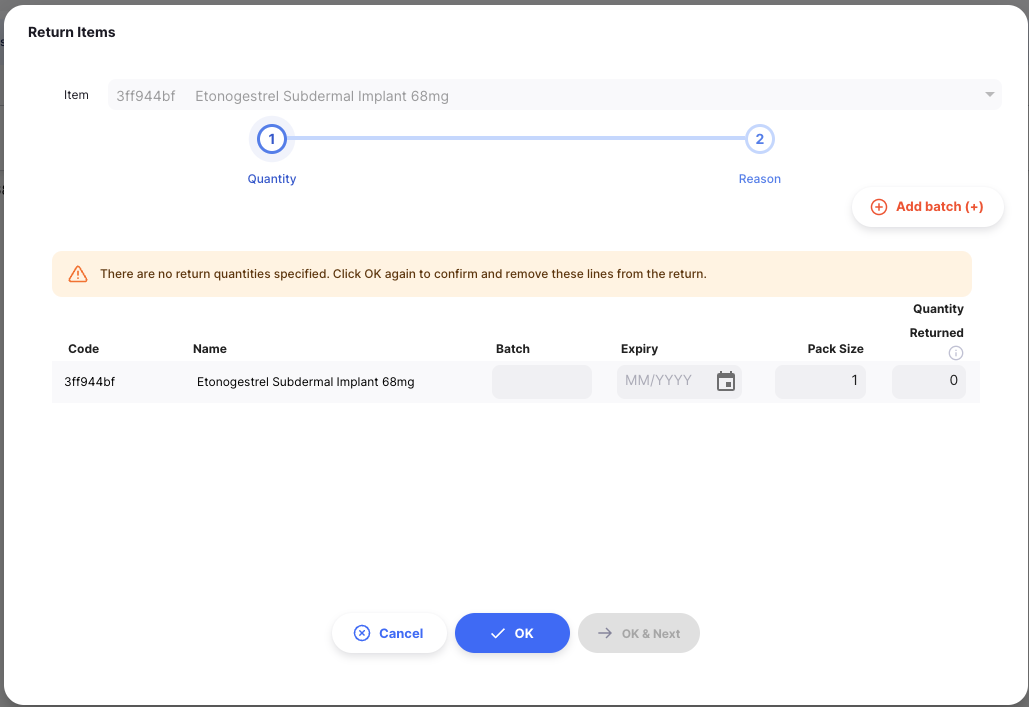 Return Items
Item 3ff944bf Etonogestrel Subdermal Implant 68mg
1 2
Quantity Reason
Add batch (+)
There are no return quantities specified. Click OK again to confirm and remove these lines from the return.
Code Name Batch Expiry Pack Size Quantity Returned
3ff944bf Etonogestrel Subdermal Implant 68mg MM/YYYY 1 0
Cancel OK OK & Next